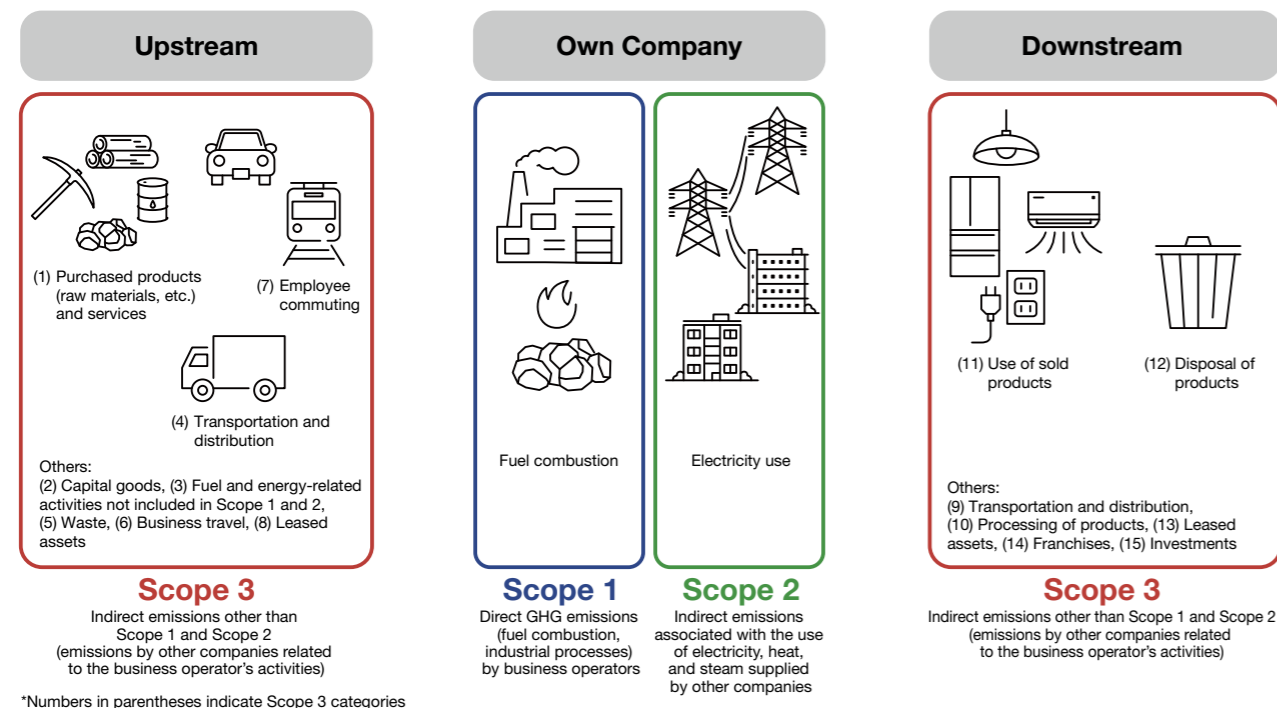 Upstream
Own Company
Downstream
(1) Purchased products
(raw materials, etc.)
and services
(7) Employee
commuting
(4) Transportation and
distribution
Others:
(2) Capital goods, (3) Fuel and energy-related
activities not included in Scope 1 and 2,
(5) Waste, (6) Business travel, (8) Leased
assets
Fuel combustion
Electricity use
(11) Use of sold
products
(12) Disposal of
products
Others:
(9) Transportation and distribution,
(10) Processing of products, (13) Leased
assets, (14) Franchises, (15) Investments
Scope 3
Indirect emissions other than
Scope 1 and Scope 2
(emissions by other companies related
to the business operator’s activities)
Scope 1
Direct GHG emissions
(fuel combustion,
industrial processes)
by business operators
Scope 2
Indirect emissions
associated with the use
of electricity, heat,
and steam supplied
by other companies
Scope 3
Indirect emissions other than Scope 1 and Scope 2
(emissions by other companies related
to the business operator’s activities)
*Numbers in parentheses indicate Scope 3 categories